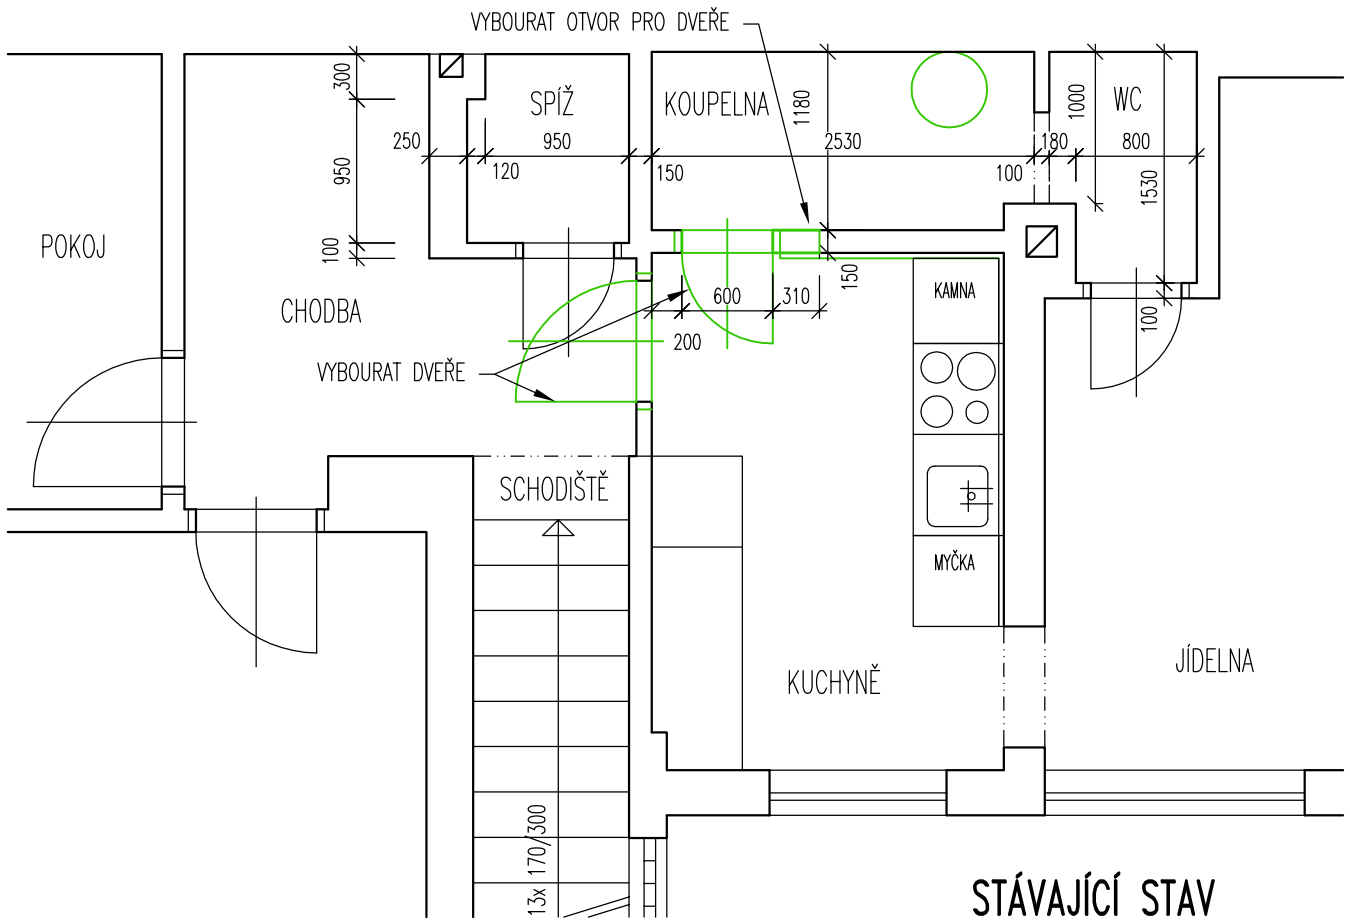 VYBOURAT OTVOR PRO DVEŘE
300
SPÍŽ
KOUPELNA
1180
1000
WC
250
950
2530
180
800
950
120
150
100
1530
POKOJ
100
CHODBA
600
310
150
KAMNA
100
200
VYBOURAT DVEŘE
SCHODIŠTĚ
MYČKA
KUCHYNĚ
JÍDELNA
13x 170/300
STÁVAJÍCÍ STAV